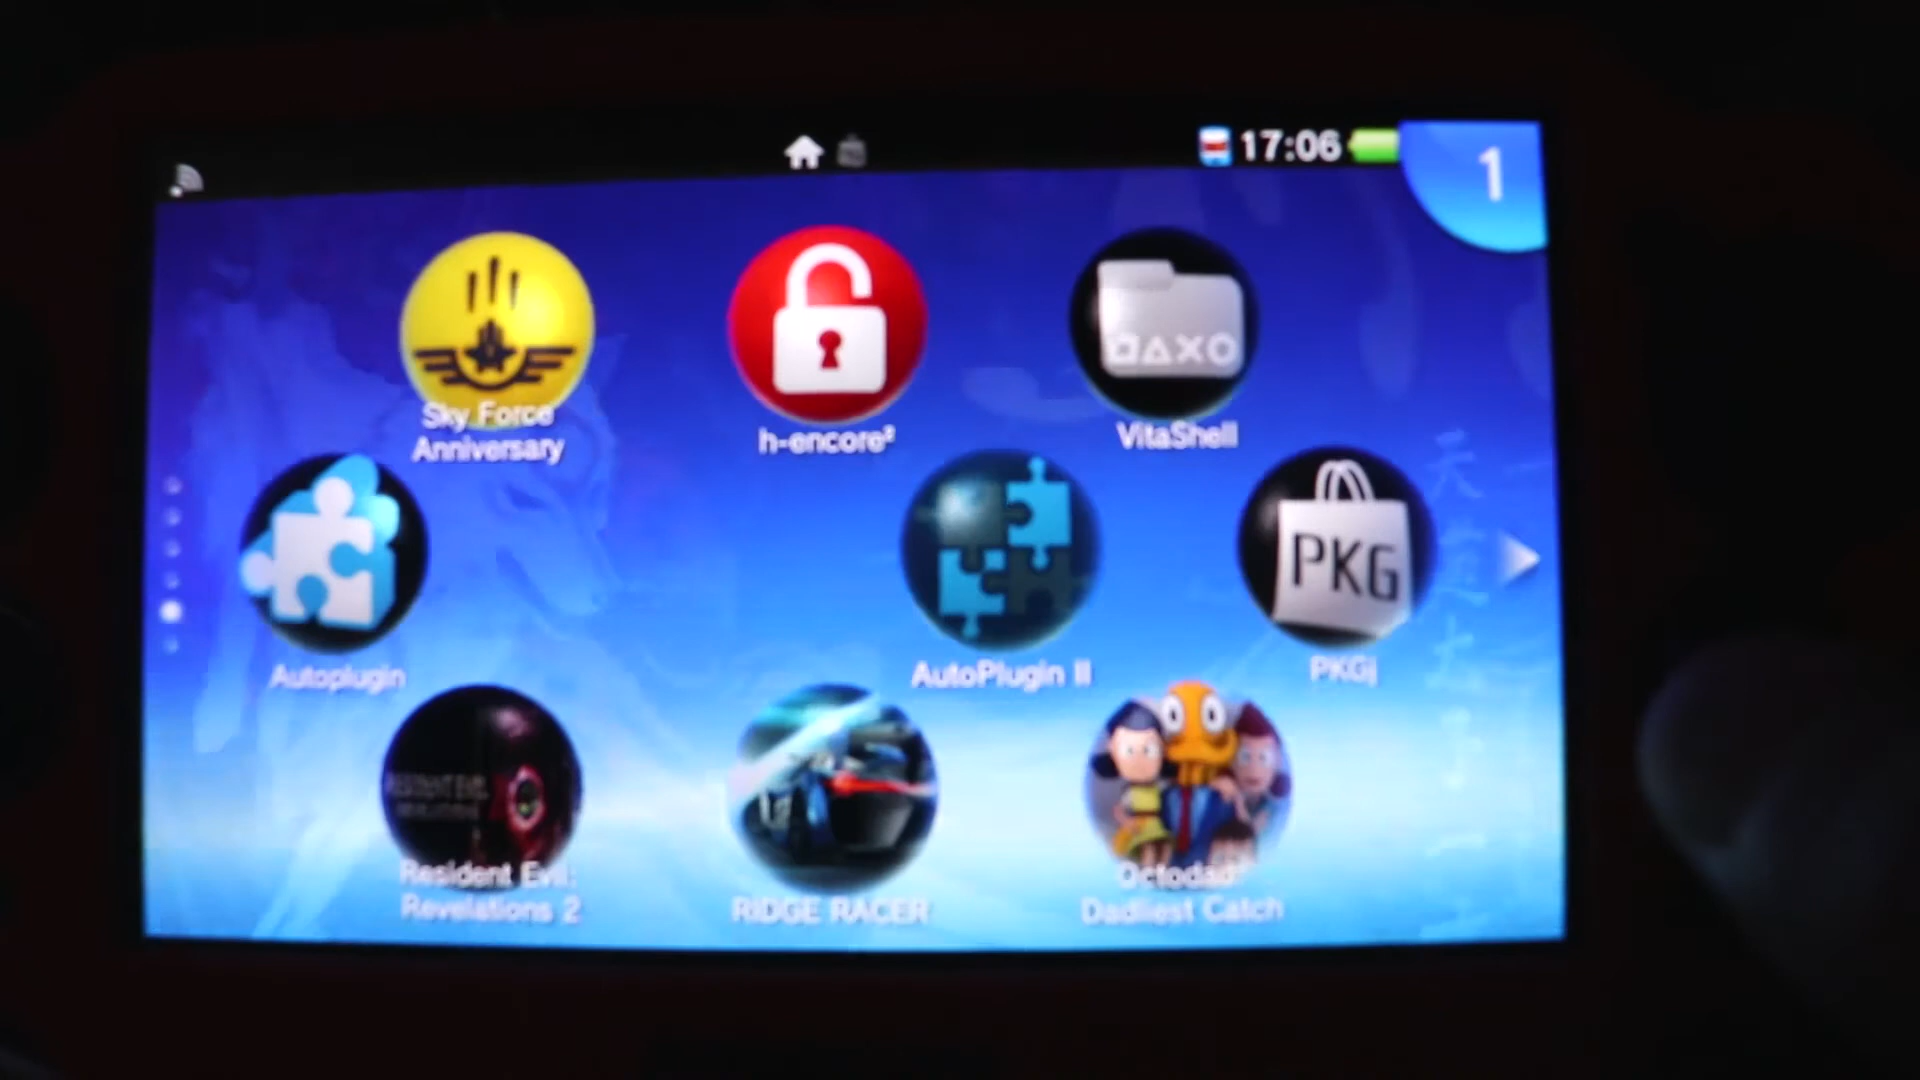 17:06
1
Sky Force
Anniversary
h-encore²
VitaShell
Autoplugin
AutoPlugin II
PKG
PKGj
Resident Evil:
Revelations 2
RIDGE RACER
Octodad:
Dadliest Catch
天